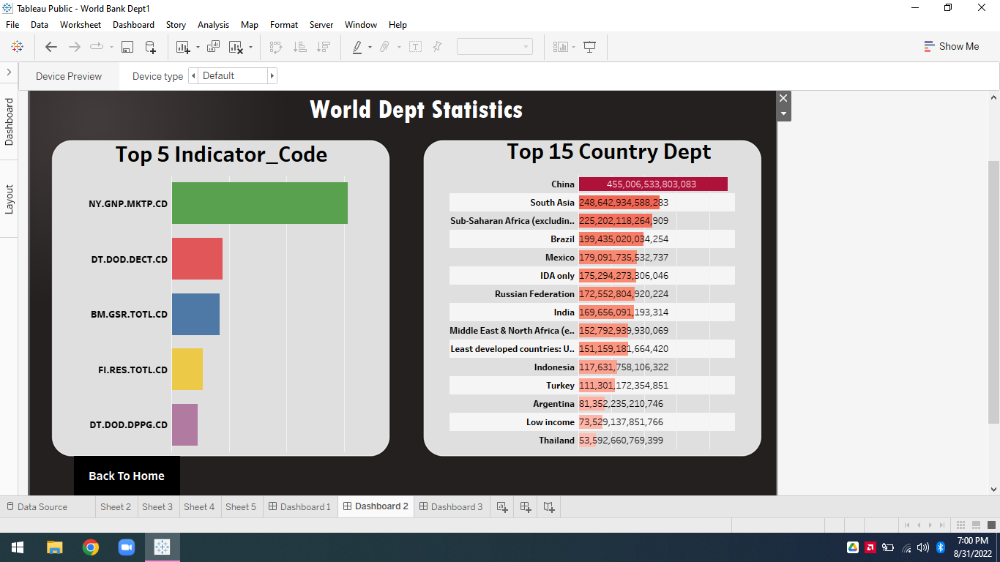 Tableau Public - World Bank Dept1
File Data Worksheet Dashboard Story Analysis Map Format Server Window Help
Show Me
Device Preview Device type Default
Dashboard
Layout
World Dept Statistics
Top 5 Indicator_Code
NY.GNP.MKTP.CD
DT.DOD.DECT.CD
BM.GSR.TOTL.CD
FI.RES.TOTL.CD
DT.DOD.DPPG.CD
Top 15 Country Dept
China 455,006,533,803,083
South Asia 248,642,934,588,283
Sub-Saharan Africa (excludin.. 225,202,118,264,909
Brazil 199,435,020,034,254
Mexico 179,091,735,532,737
IDA only 175,294,273,306,046
Russian Federation 172,552,804,920,224
India 169,656,091,193,314
Middle East & North Africa (e.. 152,792,939,930,069
Least developed countries: U.. 151,159,181,664,420
Indonesia 117,631,758,106,322
Turkey 111,301,172,354,851
Argentina 81,352,235,210,746
Low income 73,529,137,851,766
Thailand 53,592,660,769,399
Back To Home
Data Source Sheet 2 Sheet 3 Sheet 4 Sheet 5 Dashboard 1 Dashboard 2 Dashboard 3
7:00 PM
8/31/2022